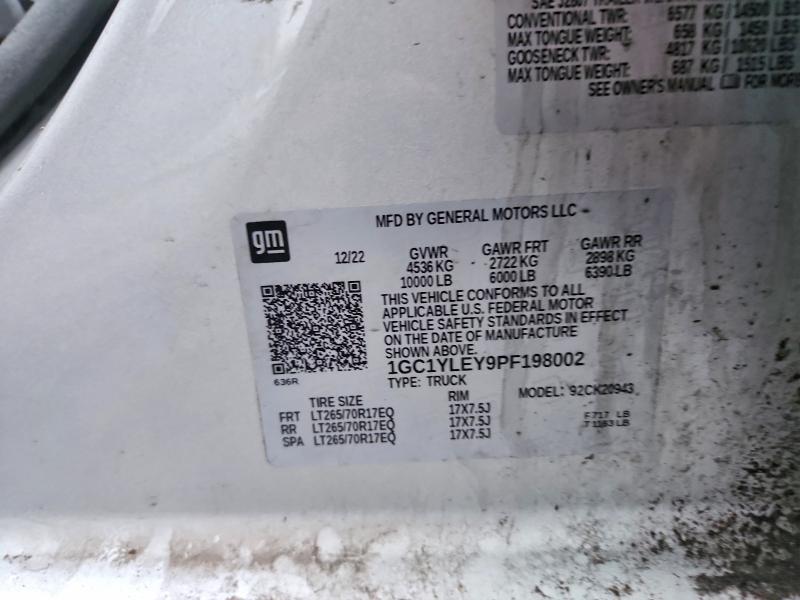 CONVENTIONAL TWR: 6577 KG / 14500 LBS
MAX TONGUE WEIGHT: 658 KG / 1450 LBS
GOOSENECK TWR: 4817 KG / 10620 LBS
MAX TONGUE WEIGHT: 687 KG / 1515 LBS
SEE OWNER'S MANUAL FOR MORE
MFD BY GENERAL MOTORS LLC
gm
12/22 GVWR GAWR FRT GAWR RR
4536 KG 2722 KG 2898 KG
10000 LB 6000 LB 6390 LB
THIS VEHICLE CONFORMS TO ALL
APPLICABLE U.S. FEDERAL MOTOR
VEHICLE SAFETY STANDARDS IN EFFECT
ON THE DATE OF MANUFACTURE
SHOWN ABOVE.
1GC1YLEY9PF198002
636R
TYPE: TRUCK MODEL: 92CK20943
TIRE SIZE RIM
FRT LT265/70R17EQ 17X7.5J F 717 LB
RR LT265/70R17EQ 17X7.5J T 1163 LB
SPA LT265/70R17EQ 17X7.5J